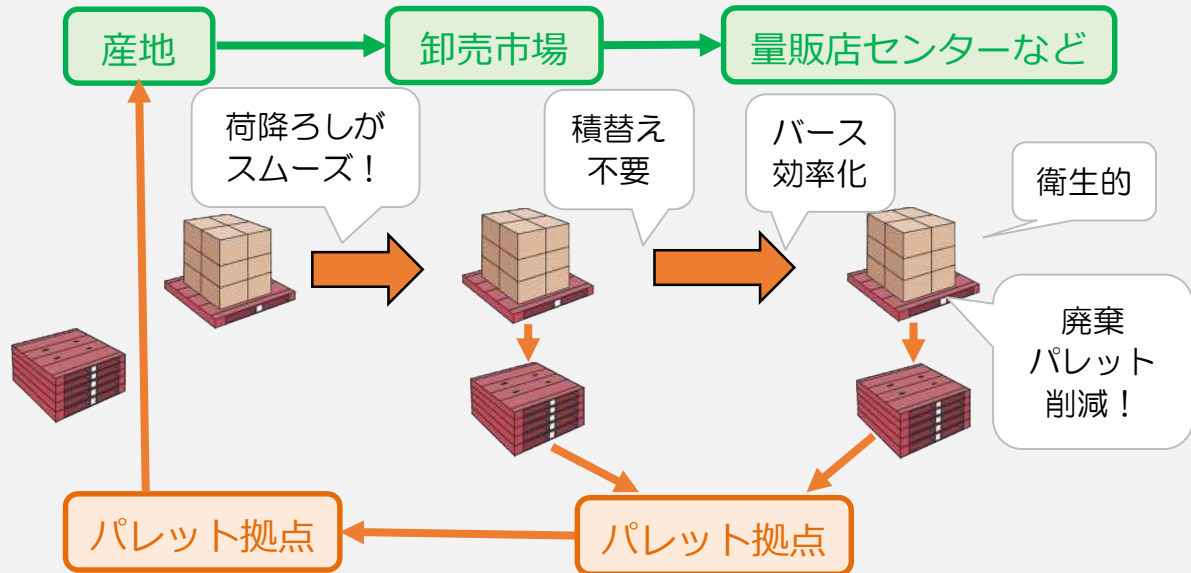 産地
卸売市場
量販店センターなど
荷降ろしが
スムーズ！
積替え
不要
バース
効率化
衛生的
廃棄
パレット
削減！
パレット拠点
パレット拠点